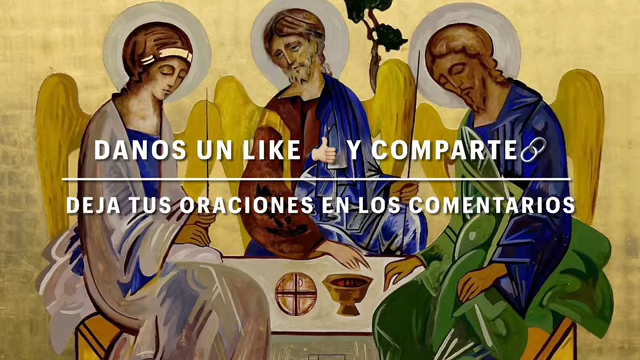 DANOS UN LIKE 👍 Y COMPARTE🔗
DEJA TUS ORACIONES EN LOS COMENTARIOS